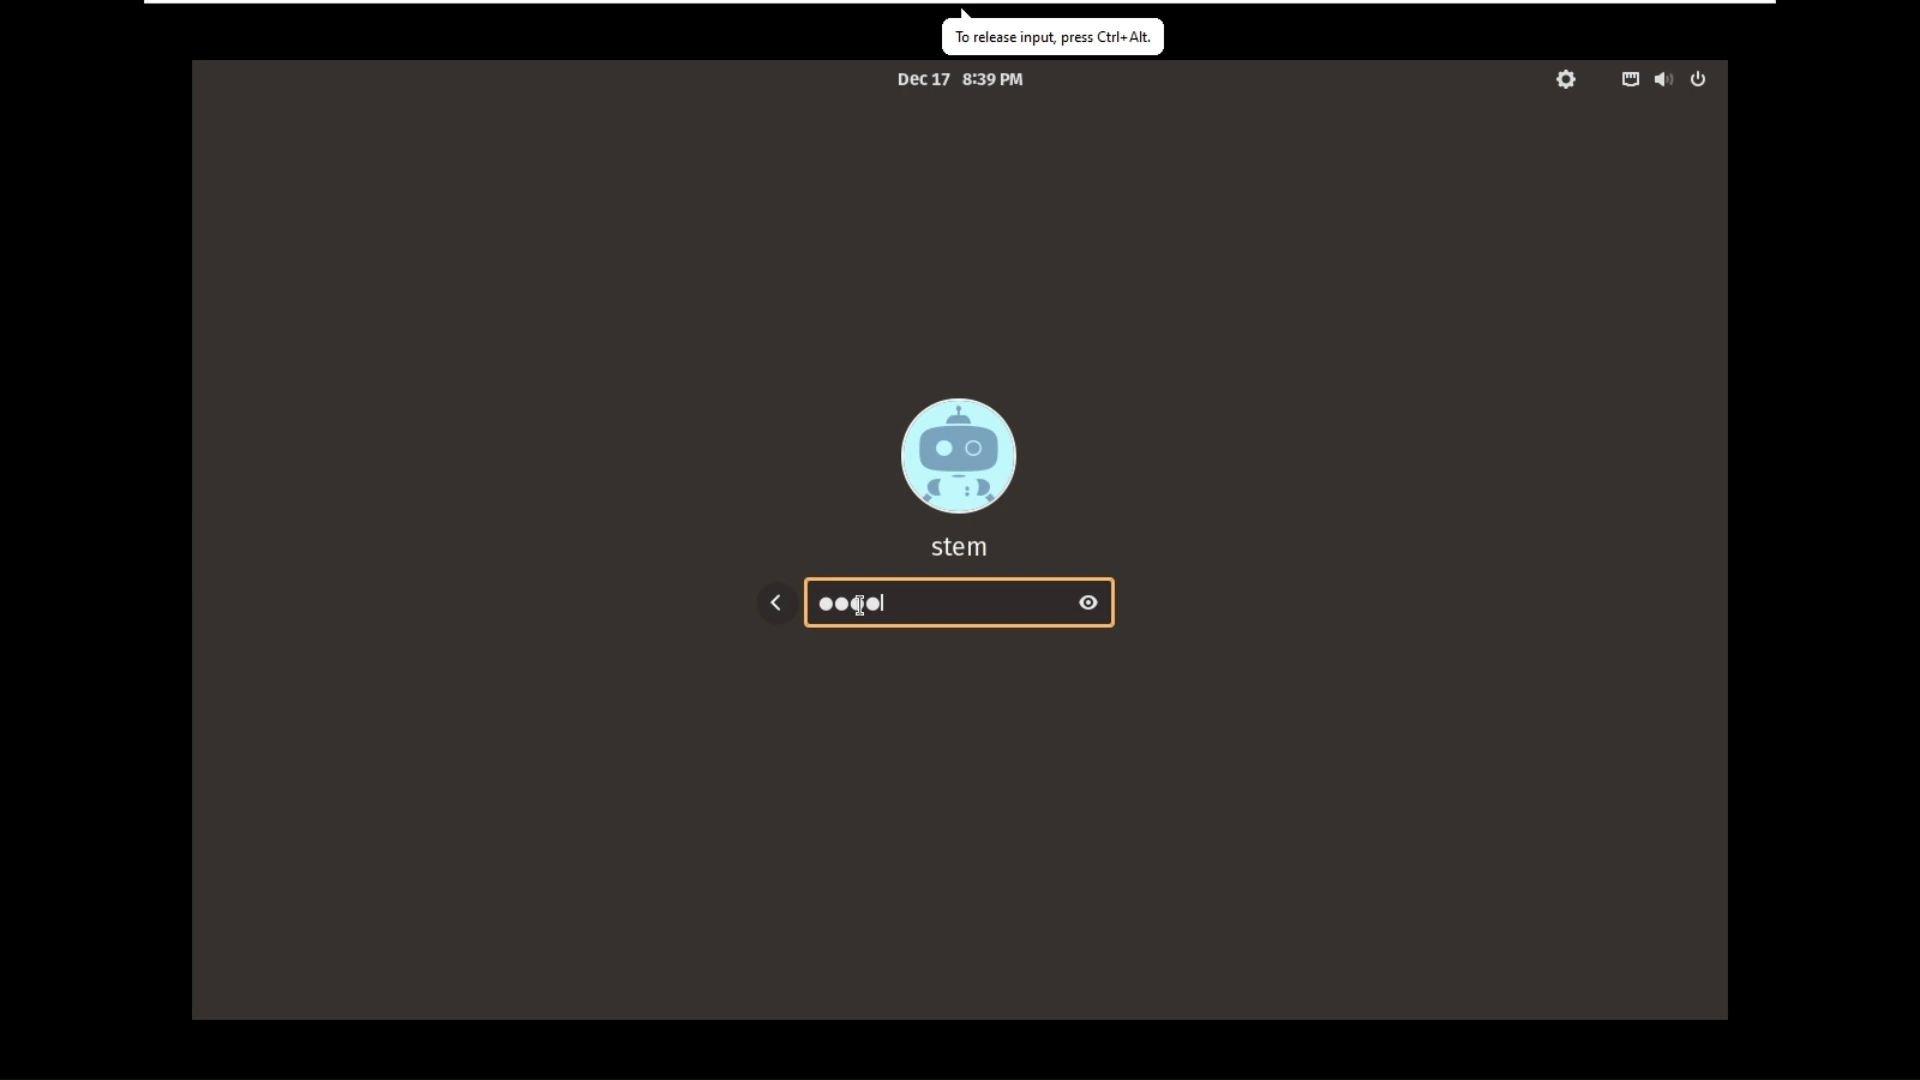 To release input, press Ctrl+Alt.
Dec 17 8:39 PM
stem